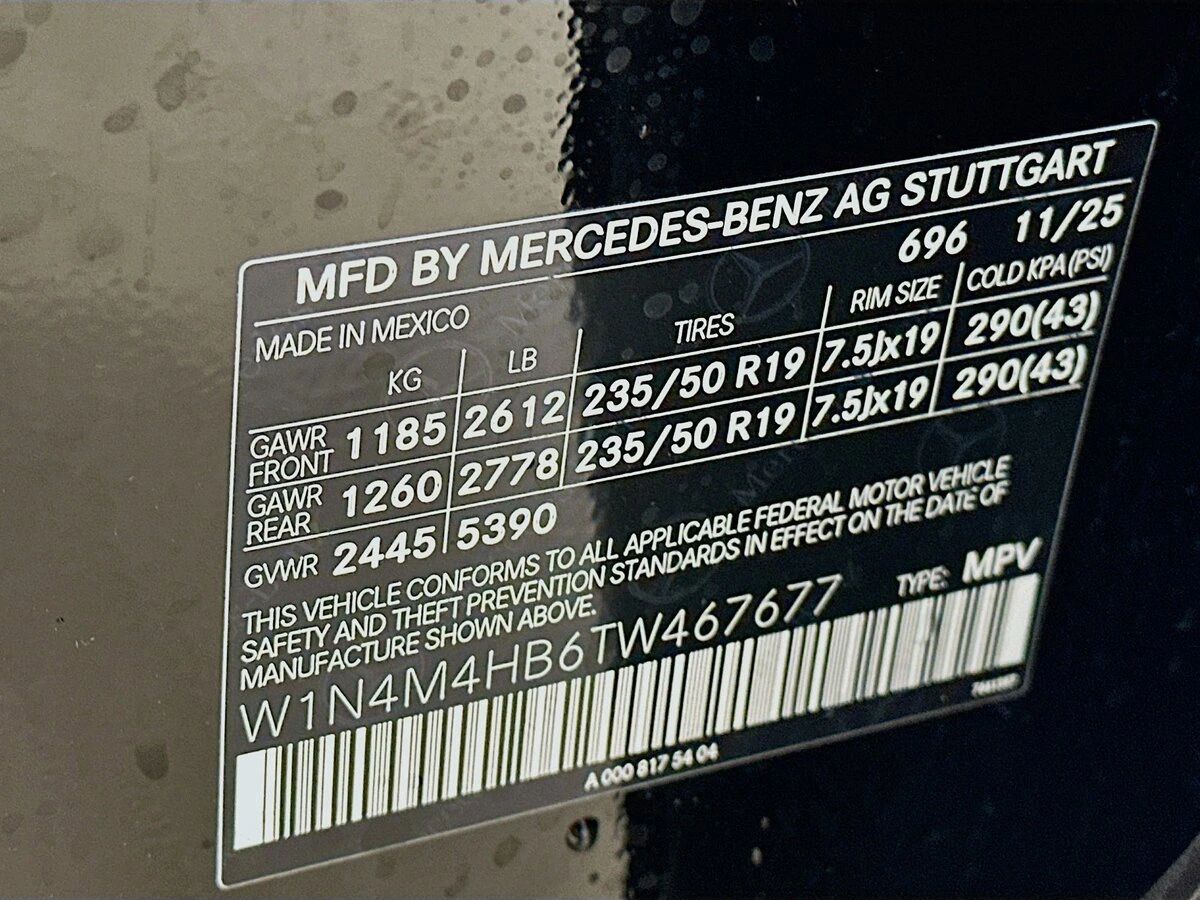 MFD BY MERCEDES-BENZ AG STUTTGART
MADE IN MEXICO 696 11/25
KG LB TIRES RIM SIZE COLD KPA (PSI)
GAWR FRONT 1185 2612 235/50 R19 7.5Jx19 290(43)
GAWR REAR 1260 2778 235/50 R19 7.5Jx19 290(43)
GVWR 2445 5390
THIS VEHICLE CONFORMS TO ALL APPLICABLE FEDERAL MOTOR VEHICLE
SAFETY AND THEFT PREVENTION STANDARDS IN EFFECT ON THE DATE OF
MANUFACTURE SHOWN ABOVE.
W1N4M4HB6TW467677 TYPE: MPV
A 000 817 54 04